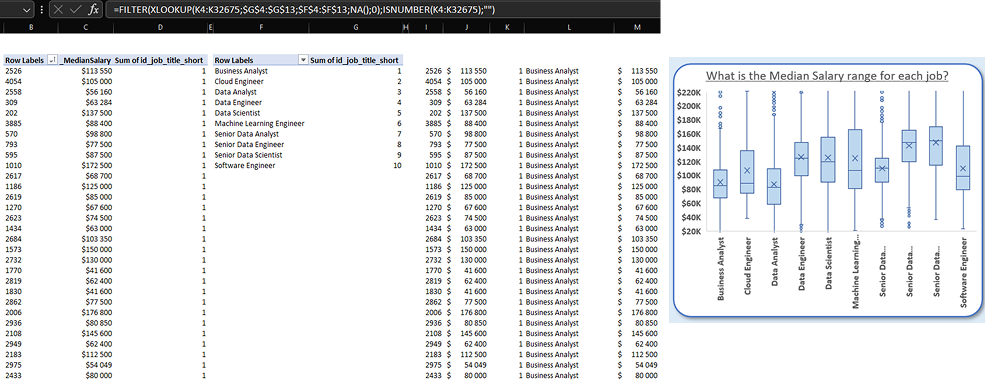 =FILTER(XLOOKUP(K4:K32675;$G$4:$G$13;$F$4:$F$13;NA();0);ISNUMBER(K4:K32675);"")
B C D E F G H I J K L M
Row Labels _MedianSalary Sum of id_job_title_short Row Labels Sum of id_job_title_short
2526 $113 550 1 Business Analyst 1 2526 $ 113 550 1 Business Analyst $ 113 550
4054 $105 000 1 Cloud Engineer 2 4054 $ 105 000 1 Business Analyst $ 105 000
2558 $56 160 1 Data Analyst 3 2558 $ 56 160 1 Business Analyst $ 56 160
309 $63 284 1 Data Engineer 4 309 $ 63 284 1 Business Analyst $ 63 284
202 $137 500 1 Data Scientist 5 202 $ 137 500 1 Business Analyst $ 137 500
3885 $88 400 1 Machine Learning Engineer 6 3885 $ 88 400 1 Business Analyst $ 88 400
570 $98 800 1 Senior Data Analyst 7 570 $ 98 800 1 Business Analyst $ 98 800
793 $77 500 1 Senior Data Engineer 8 793 $ 77 500 1 Business Analyst $ 77 500
595 $87 500 1 Senior Data Scientist 9 595 $ 87 500 1 Business Analyst $ 87 500
1010 $172 500 1 Software Engineer 10 1010 $ 172 500 1 Business Analyst $ 172 500
2617 $68 700 1 2617 $ 68 700 1 Business Analyst $ 68 700
1186 $125 000 1 1186 $ 125 000 1 Business Analyst $ 125 000
2619 $85 000 1 2619 $ 85 000 1 Business Analyst $ 85 000
1270 $67 600 1 1270 $ 67 600 1 Business Analyst $ 67 600
2623 $74 500 1 2623 $ 74 500 1 Business Analyst $ 74 500
1434 $63 000 1 1434 $ 63 000 1 Business Analyst $ 63 000
2684 $103 350 1 2684 $ 103 350 1 Business Analyst $ 103 350
1573 $150 000 1 1573 $ 150 000 1 Business Analyst $ 150 000
2732 $130 000 1 2732 $ 130 000 1 Business Analyst $ 130 000
1770 $41 600 1 1770 $ 41 600 1 Business Analyst $ 41 600
2819 $62 400 1 2819 $ 62 400 1 Business Analyst $ 62 400
1830 $41 600 1 1830 $ 41 600 1 Business Analyst $ 41 600
2862 $77 500 1 2862 $ 77 500 1 Business Analyst $ 77 500
2006 $176 800 1 2006 $ 176 800 1 Business Analyst $ 176 800
2936 $80 850 1 2936 $ 80 850 1 Business Analyst $ 80 850
2108 $145 600 1 2108 $ 145 600 1 Business Analyst $ 145 600
2949 $62 400 1 2949 $ 62 400 1 Business Analyst $ 62 400
2183 $112 500 1 2183 $ 112 500 1 Business Analyst $ 112 500
2975 $54 049 1 2975 $ 54 049 1 Business Analyst $ 54 049
2433 $80 000 1 2433 $ 80 000 1 Business Analyst $ 80 000
What is the Median Salary range for each job?
$220K
$200K
$180K
$160K
$140K
$120K
$100K
$80K
$60K
$40K
$20K
Business Analyst
Cloud Engineer
Data Analyst
Data Engineer
Data Scientist
Machine Learning...
Senior Data...
Senior Data...
Senior Data...
Software Engineer